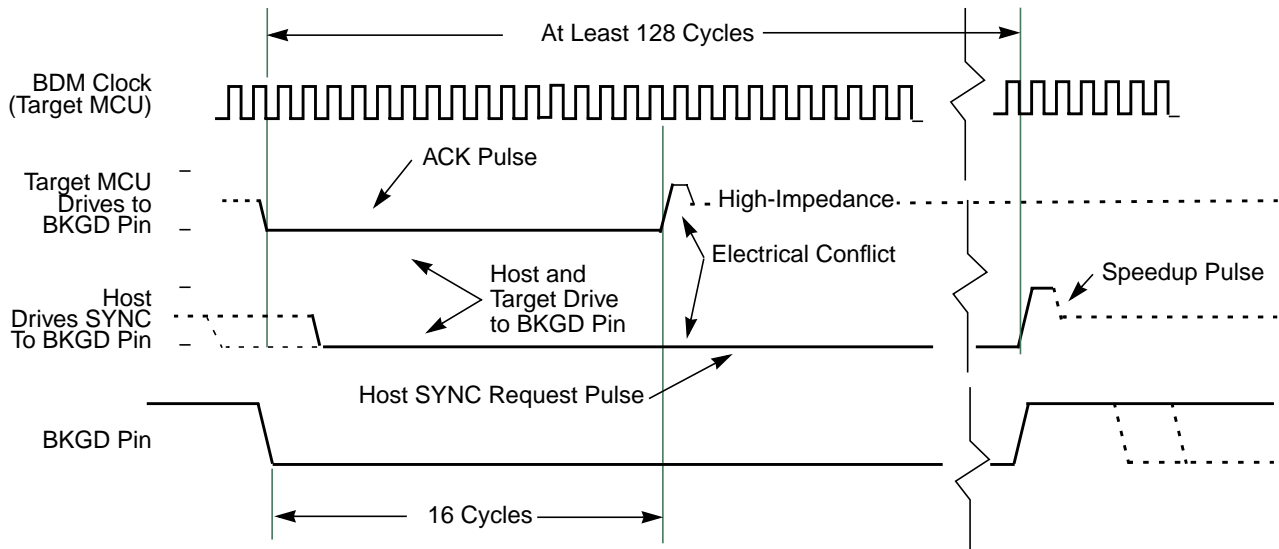 At Least 128 Cycles
BDM Clock
(Target MCU)
ACK Pulse
Target MCU
Drives to
BKGD Pin
High-Impedance
Electrical Conflict
Host and
Target Drive
to BKGD Pin
Speedup Pulse
Host
Drives SYNC
To BKGD Pin
Host SYNC Request Pulse
BKGD Pin
16 Cycles